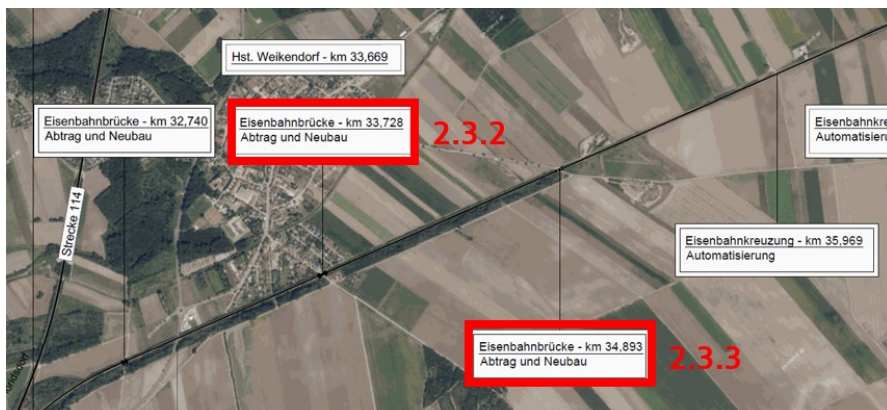 Hst. Weikendorf - km 33,669
Eisenbahnbrücke - km 32,740
Abtrag und Neubau
Eisenbahnbrücke - km 33,728
Abtrag und Neubau
2.3.2
Eisenbahnkre
Automatisieru
Strecke 114
Eisenbahnkreuzung - km 35,969
Automatisierung
Eisenbahnbrücke - km 34,893
Abtrag und Neubau
2.3.3